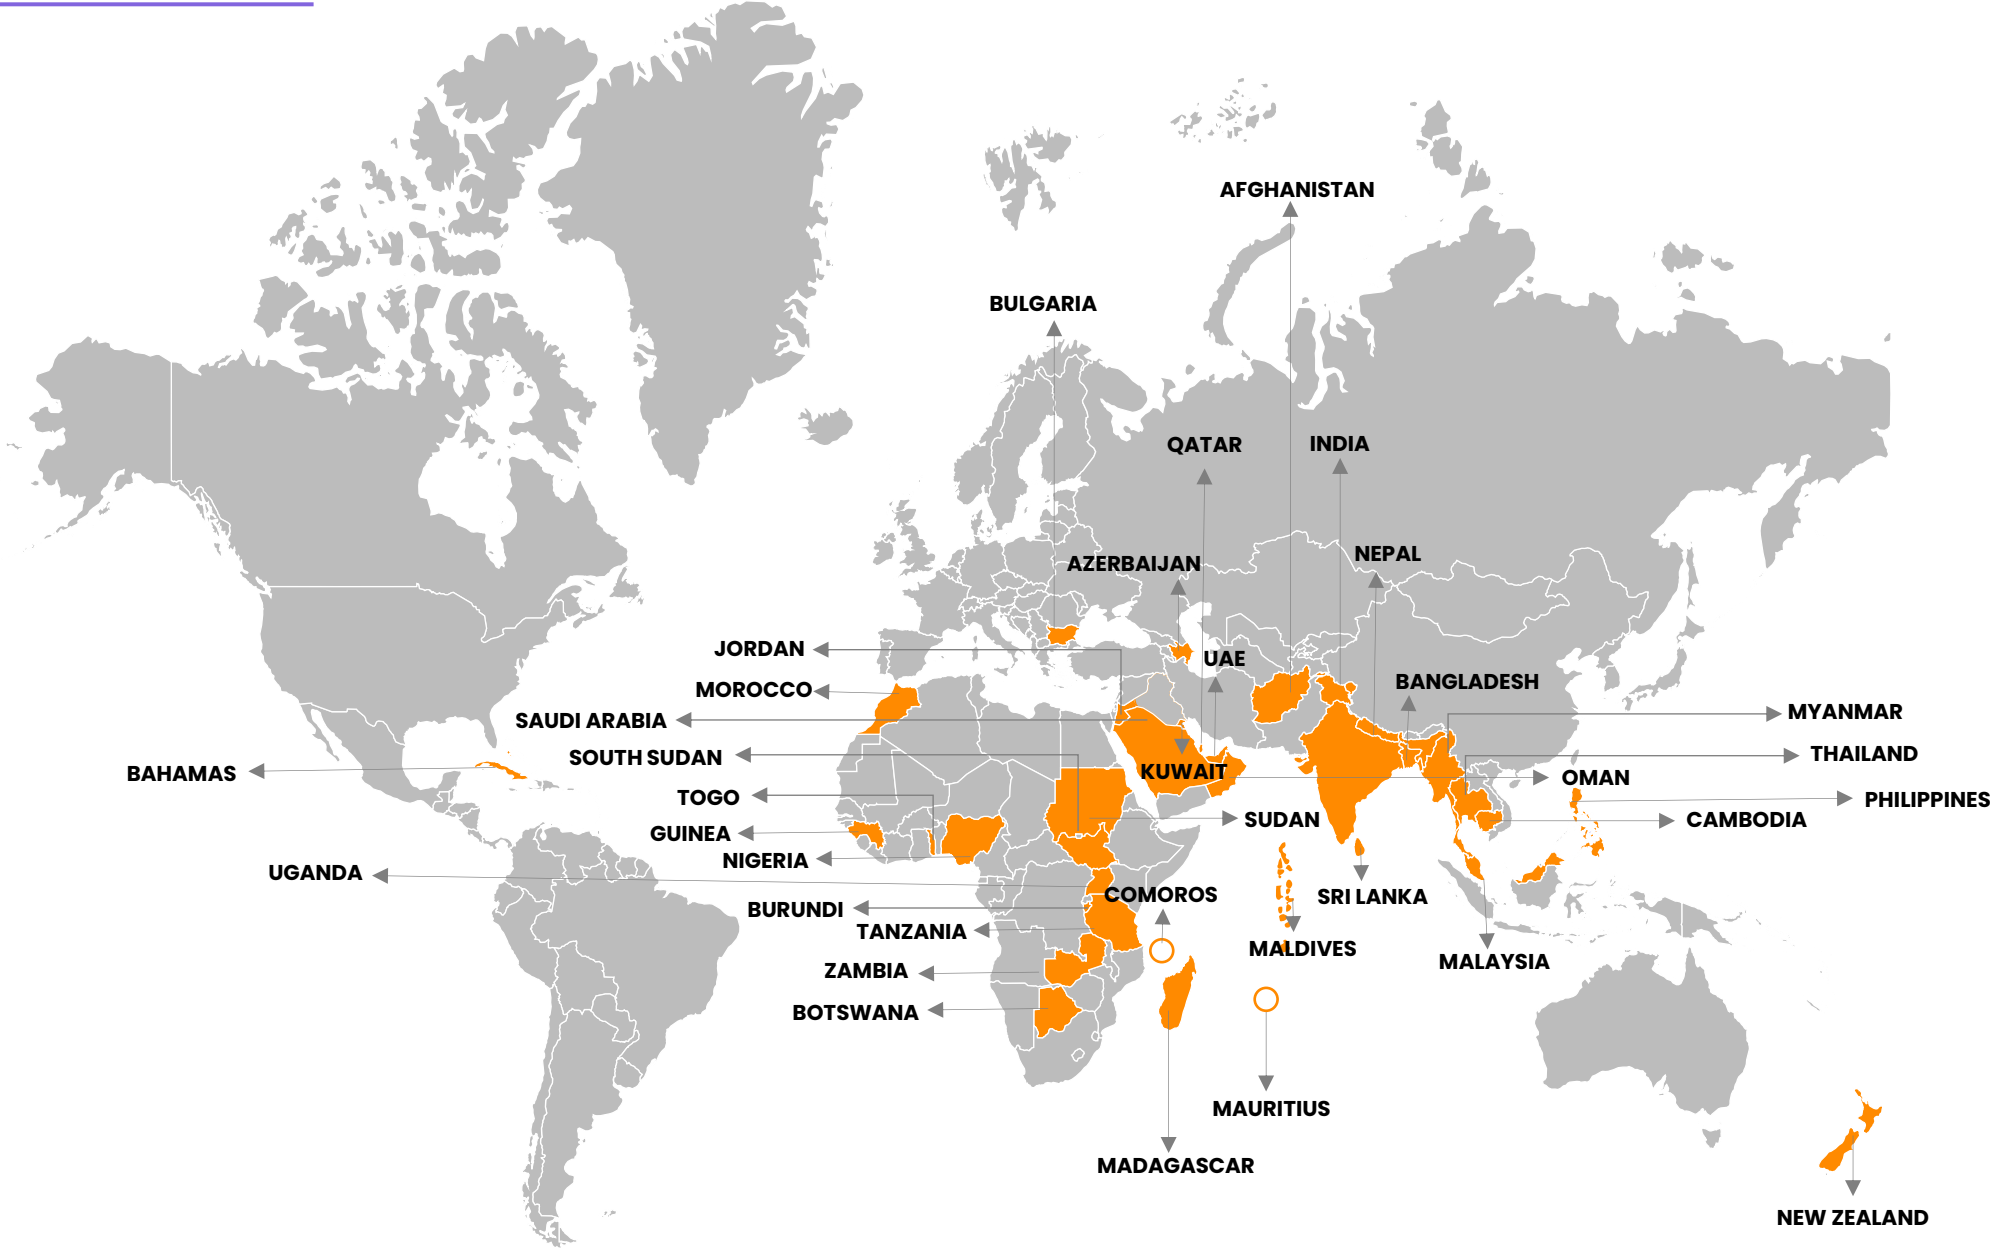 AFGHANISTAN
BULGARIA
QATAR
INDIA
NEPAL
AZERBAIJAN
JORDAN
UAE
BANGLADESH
MOROCCO
MYANMAR
SAUDI ARABIA
THAILAND
SOUTH SUDAN
KUWAIT
BAHAMAS
OMAN
TOGO
PHILIPPINES
SUDAN
CAMBODIA
GUINEA
NIGERIA
UGANDA
COMOROS
SRI LANKA
BURUNDI
TANZANIA
MALDIVES
MALAYSIA
ZAMBIA
BOTSWANA
MAURITIUS
MADAGASCAR
NEW ZEALAND